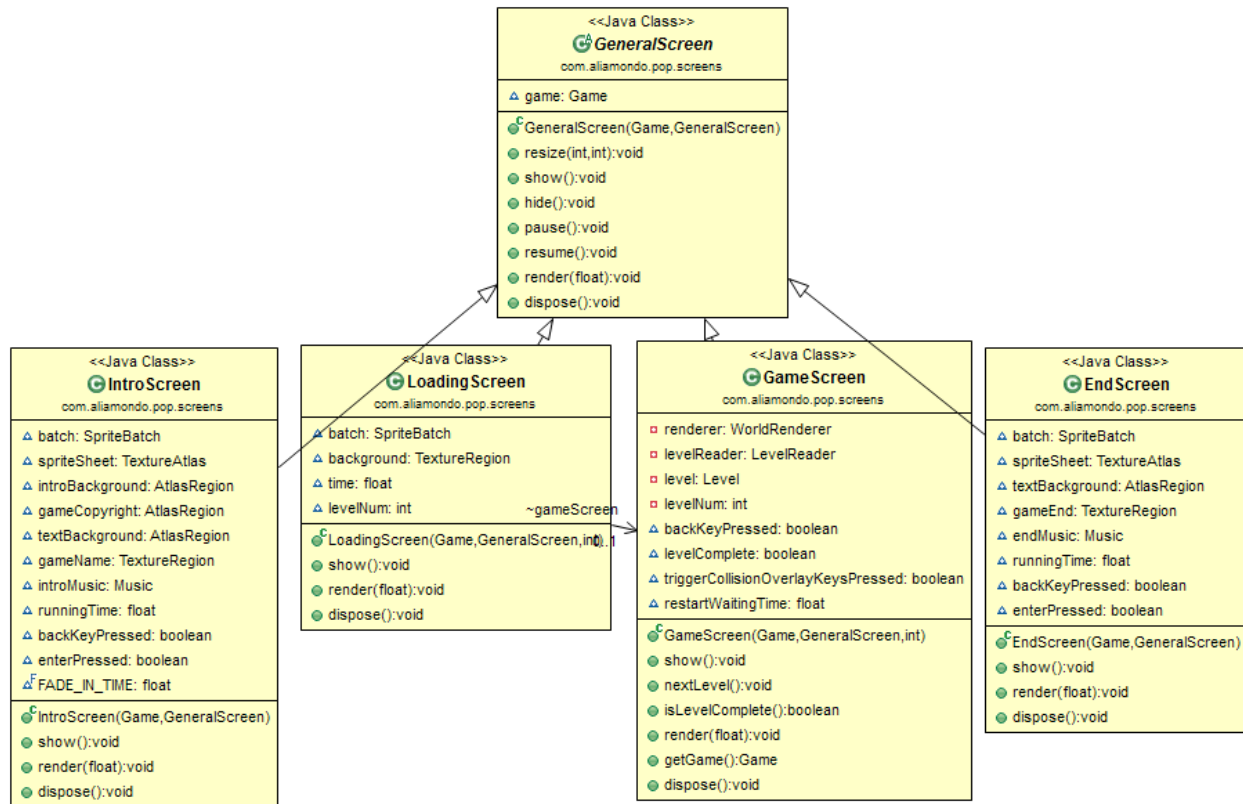 <<Java Class>>
GeneralScreen
com.aliamondo.pop.screens
game: Game
GeneralScreen(Game,GeneralScreen)
resize(int,int):void
show():void
hide():void
pause():void
resume():void
render(float):void
dispose():void
<<Java Class>>
IntroScreen
com.aliamondo.pop.screens
batch: SpriteBatch
spriteSheet: TextureAtlas
introBackground: AtlasRegion
gameCopyright: AtlasRegion
textBackground: AtlasRegion
gameName: TextureRegion
introMusic: Music
runningTime: float
backKeyPressed: boolean
enterPressed: boolean
FADE_IN_TIME: float
IntroScreen(Game,GeneralScreen)
show():void
render(float):void
dispose():void
<<Java Class>>
LoadingScreen
com.aliamondo.pop.screens
batch: SpriteBatch
background: TextureRegion
time: float
levelNum: int
LoadingScreen(Game,GeneralScreen,int)
show():void
render(float):void
dispose():void
~gameScreen
0..1
<<Java Class>>
GameScreen
com.aliamondo.pop.screens
renderer: WorldRenderer
levelReader: LevelReader
level: Level
levelNum: int
backKeyPressed: boolean
levelComplete: boolean
triggerCollisionOverlayKeysPressed: boolean
restartWaitingTime: float
GameScreen(Game,GeneralScreen,int)
show():void
nextLevel():void
isLevelComplete():boolean
render(float):void
getGame():Game
dispose():void
<<Java Class>>
EndScreen
com.aliamondo.pop.screens
batch: SpriteBatch
spriteSheet: TextureAtlas
textBackground: AtlasRegion
gameEnd: TextureRegion
endMusic: Music
runningTime: float
backKeyPressed: boolean
enterPressed: boolean
EndScreen(Game,GeneralScreen)
show():void
render(float):void
dispose():void